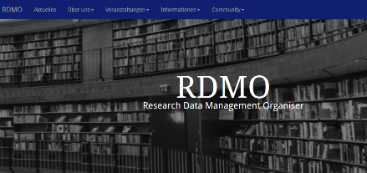 RDMO Aktuelles Über uns Veranstaltungen Informationen Community
RDMO
Research Data Management Organiser